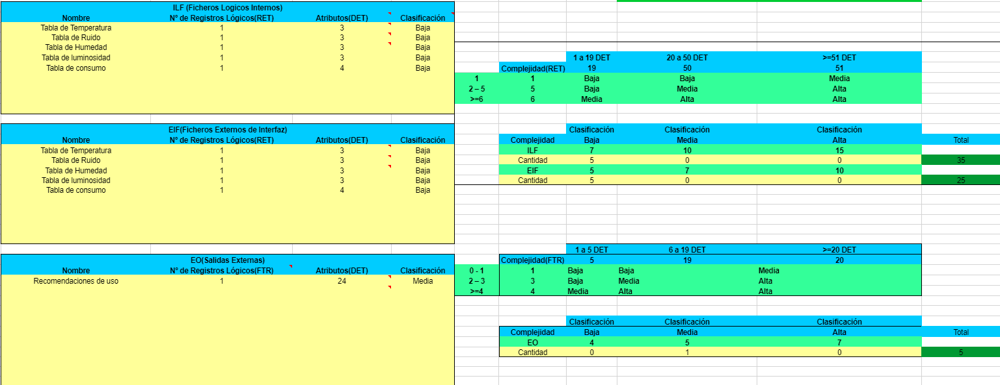 ILF (Ficheros Logicos Internos)
Nombre Nº de Registros Lógicos(RET) Atributos(DET) Clasificación
Tabla de Temperatura 1 3 Baja
Tabla de Ruido 1 3 Baja
Tabla de Humedad 1 3 Baja
Tabla de luminosidad 1 3 Baja
Tabla de consumo 1 4 Baja
1 a 19 DET 20 a 50 DET >=51 DET
Complejidad(RET) 19 50 51
1 1 Baja Baja Media
2 – 5 5 Baja Media Alta
>=6 6 Media Alta Alta
EIF(Ficheros Externos de Interfaz)
Nombre Nº de Registros Lógicos(RET) Atributos(DET) Clasificación
Tabla de Temperatura 1 3 Baja
Tabla de Ruido 1 3 Baja
Tabla de Humedad 1 3 Baja
Tabla de luminosidad 1 3 Baja
Tabla de consumo 1 4 Baja
Clasificación Clasificación Clasificación
Complejidad Baja Media Alta Total
ILF 7 10 15
Cantidad 5 0 0 35
EIF 5 7 10
Cantidad 5 0 0 25
EO(Salidas Externas)
Nombre Nº de Registros Lógicos(FTR) Atributos(DET) Clasificación
Recomendaciones de uso 1 24 Media
1 a 5 DET 6 a 19 DET >=20 DET
Complejidad(FTR) 5 19 20
0 - 1 1 Baja Baja Media
2 – 3 3 Baja Media Alta
>=4 4 Media Alta Alta
Clasificación Clasificación Clasificación
Complejidad Baja Media Alta Total
EO 4 5 7
Cantidad 0 1 0 5